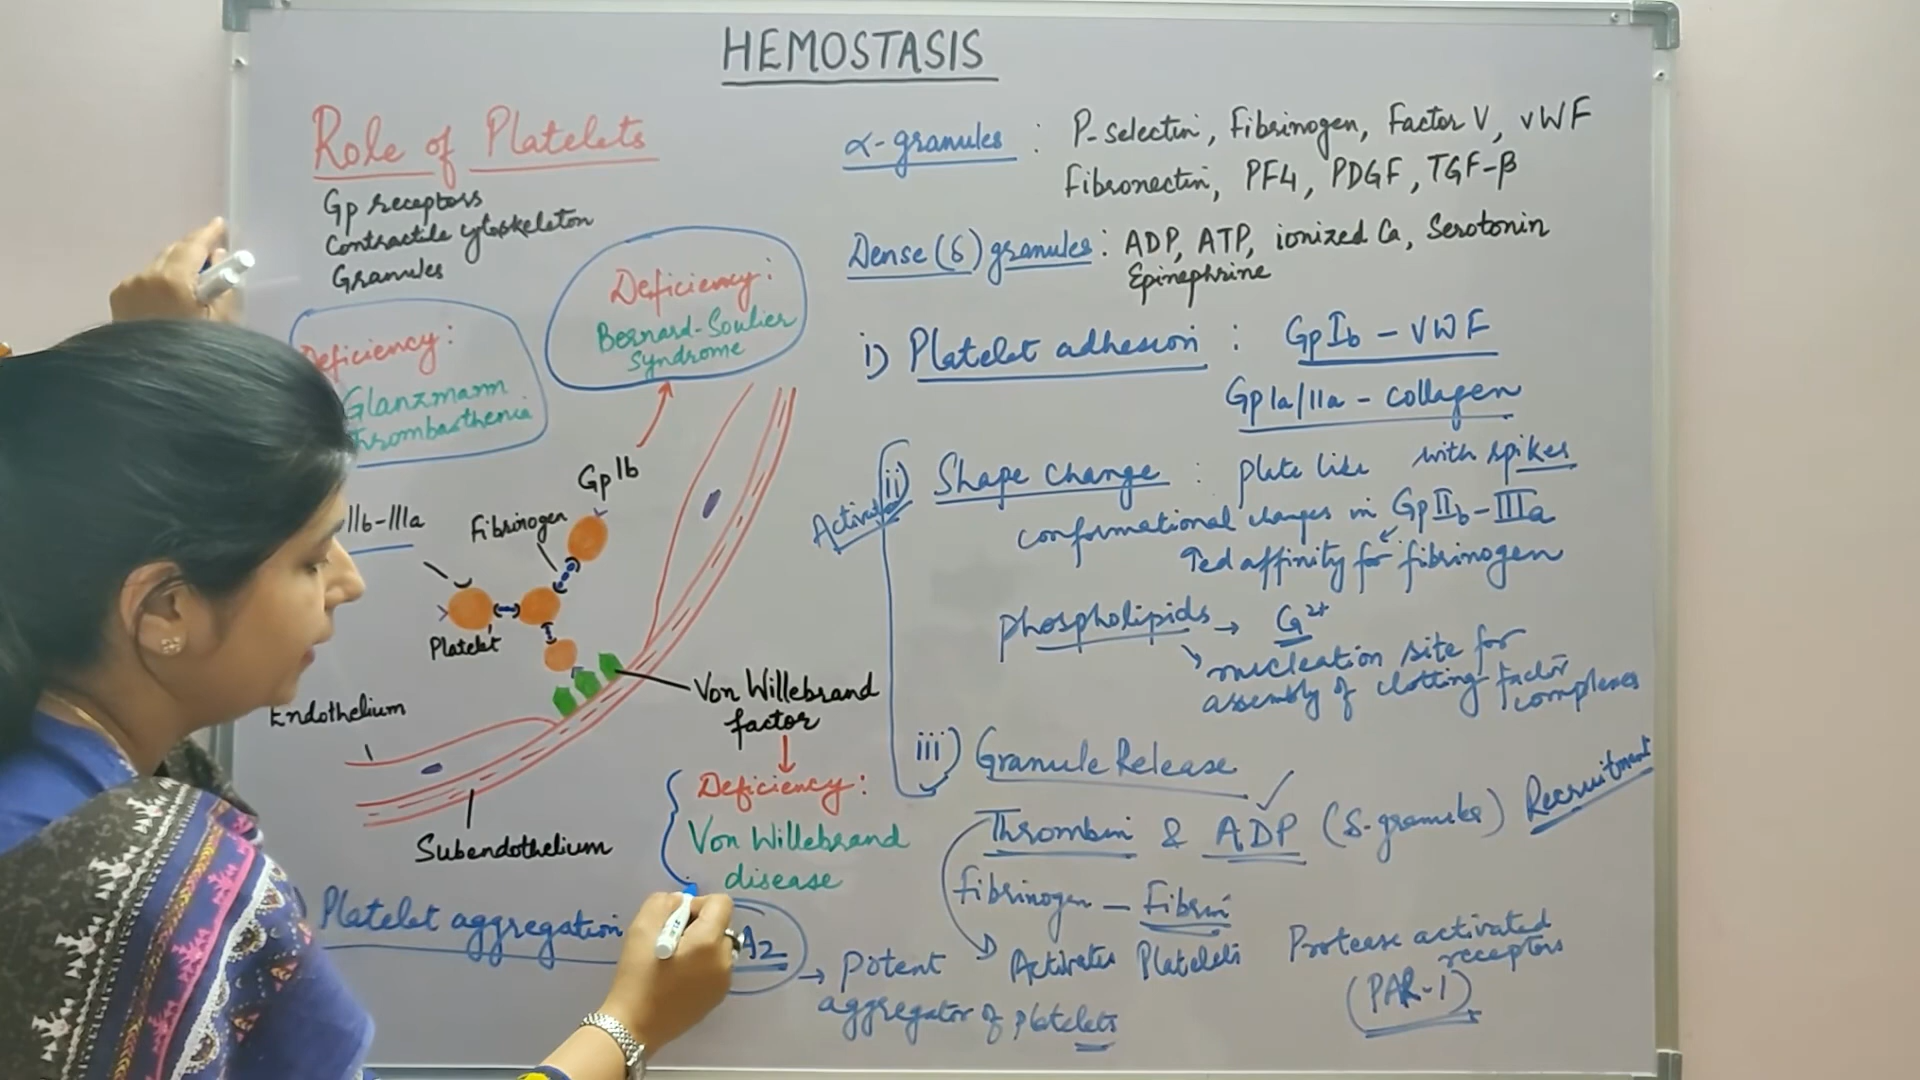 HEMOSTASIS
Role of Platelets
Gp receptors
Contractile cytoskeleton
Granules
Deficiency:
Glanzmann
Thrombasthenia
Deficiency:
Bernard-Soulier
Syndrome
Gp Ib
IIb-IIIa
Fibrinogen
Platelet
Endothelium
Subendothelium
Von Willebrand
factor
Deficiency:
Von Willebrand
disease
Platelet aggregation
A2
→ Potent
aggregator of platelets
α-granules : P-selectin, Fibrinogen, Factor V, vWF
Fibronectin, PF4, PDGF, TGF-β
Dense (δ) granules : ADP, ATP, ionized Ca, Serotonin
Epinephrine
i) Platelet adhesion : GpIb - vWF
Gp Ia/IIa - collagen
Activation
ii) Shape Change : plate like with spikes
conformational changes in GpIIb-IIIa
↑ed affinity for fibrinogen
phospholipids → Ca²⁺
nucleation site for
assembly of clotting factor
complexes
iii) Granule Release
Thrombin & ADP (δ-granules) Recruitment
fibrinogen - Fibrin
Activates Platelets
Protease activated
receptors
(PAR-1)